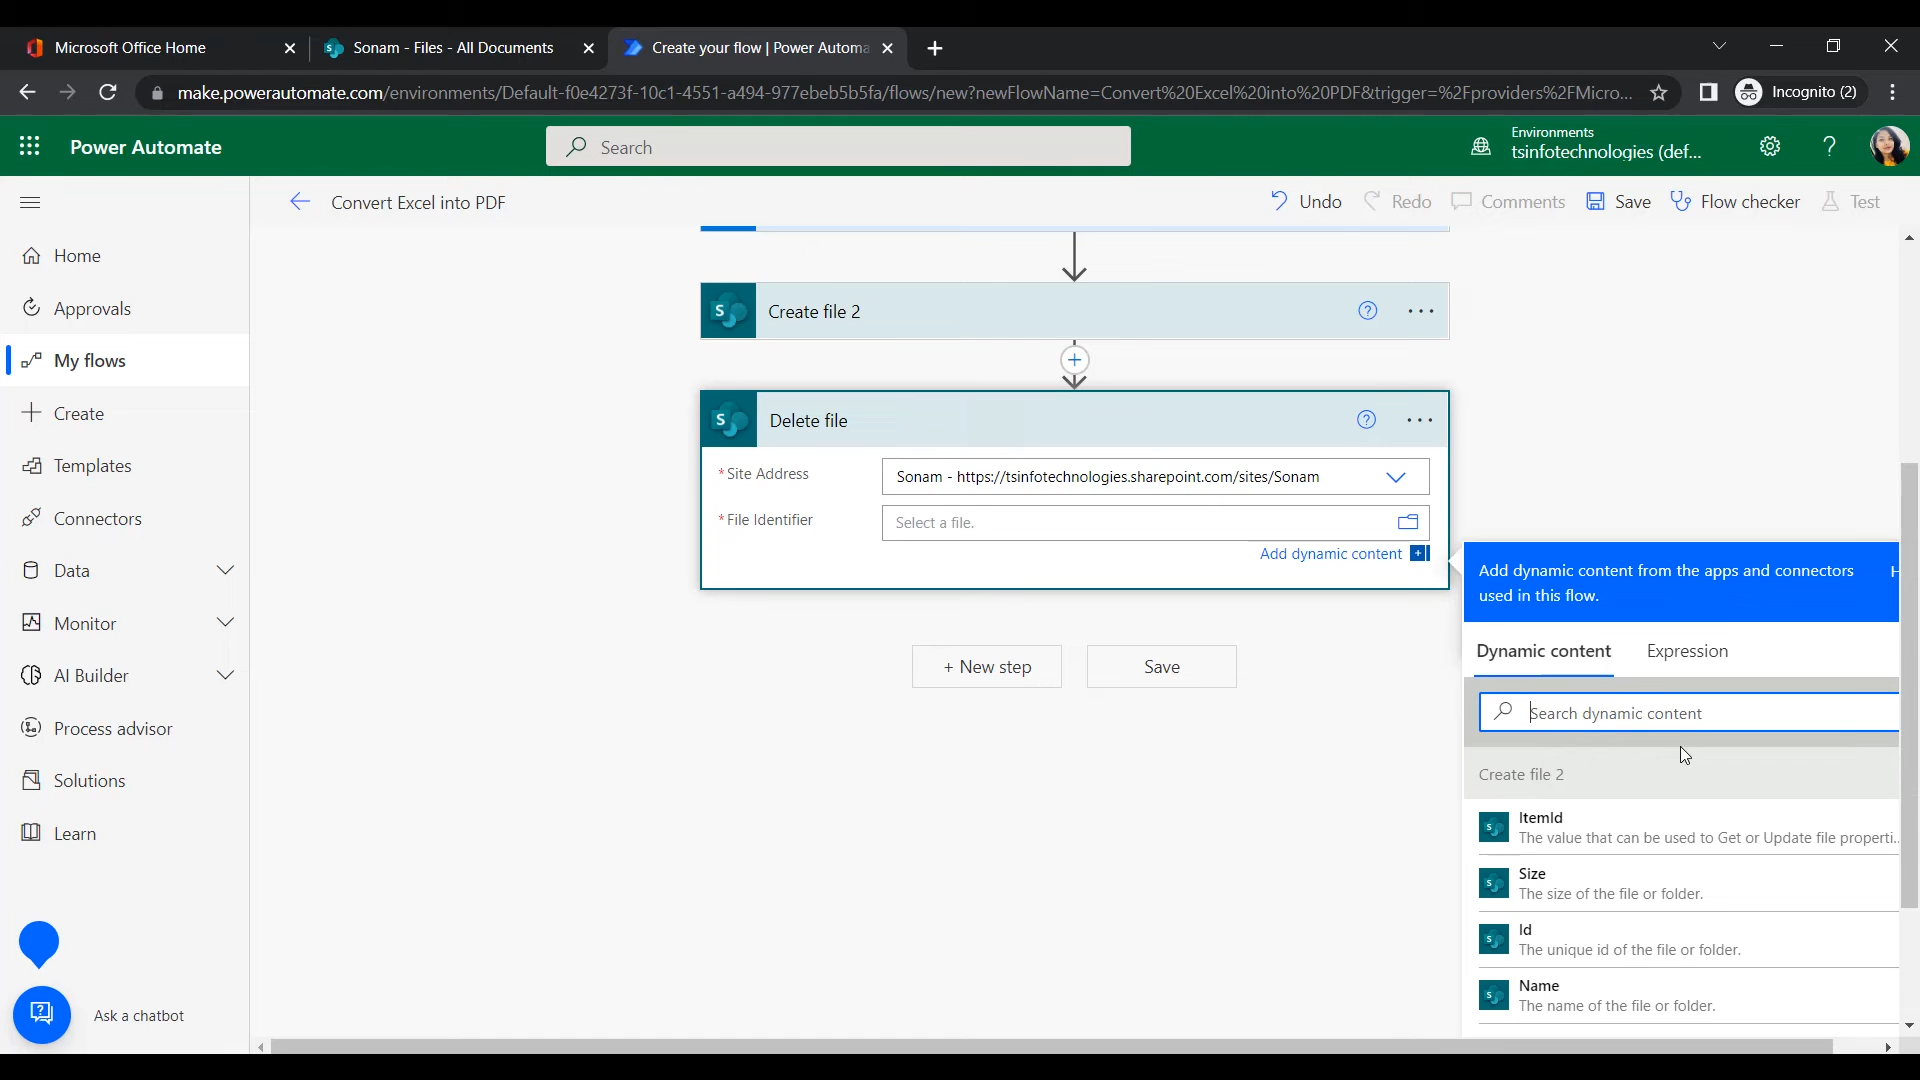 Microsoft Office Home
Sonam - Files - All Documents
Create your flow | Power Automa
make.powerautomate.com/environments/Default-f0e4273f-10c1-4551-a494-977ebeb5b5fa/flows/new?newFlowName=Convert%20Excel%20into%20PDF&trigger=%2Fproviders%2FMicro...
Incognito (2)
Power Automate
Search
Environments
tsinfotechnologies (def...
Convert Excel into PDF
Undo
Redo
Comments
Save
Flow checker
Test
Home
Approvals
My flows
Create
Templates
Connectors
Data
Monitor
AI Builder
Process advisor
Solutions
Learn
Ask a chatbot
S
Create file 2
S
Delete file
* Site Address
Sonam - https://tsinfotechnologies.sharepoint.com/sites/Sonam
* File Identifier
Select a file.
Add dynamic content
+ New step
Save
Add dynamic content from the apps and connectors
used in this flow.
H
Dynamic content
Expression
Search dynamic content
Create file 2
ItemId
The value that can be used to Get or Update file properti...
Size
The size of the file or folder.
Id
The unique id of the file or folder.
Name
The name of the file or folder.